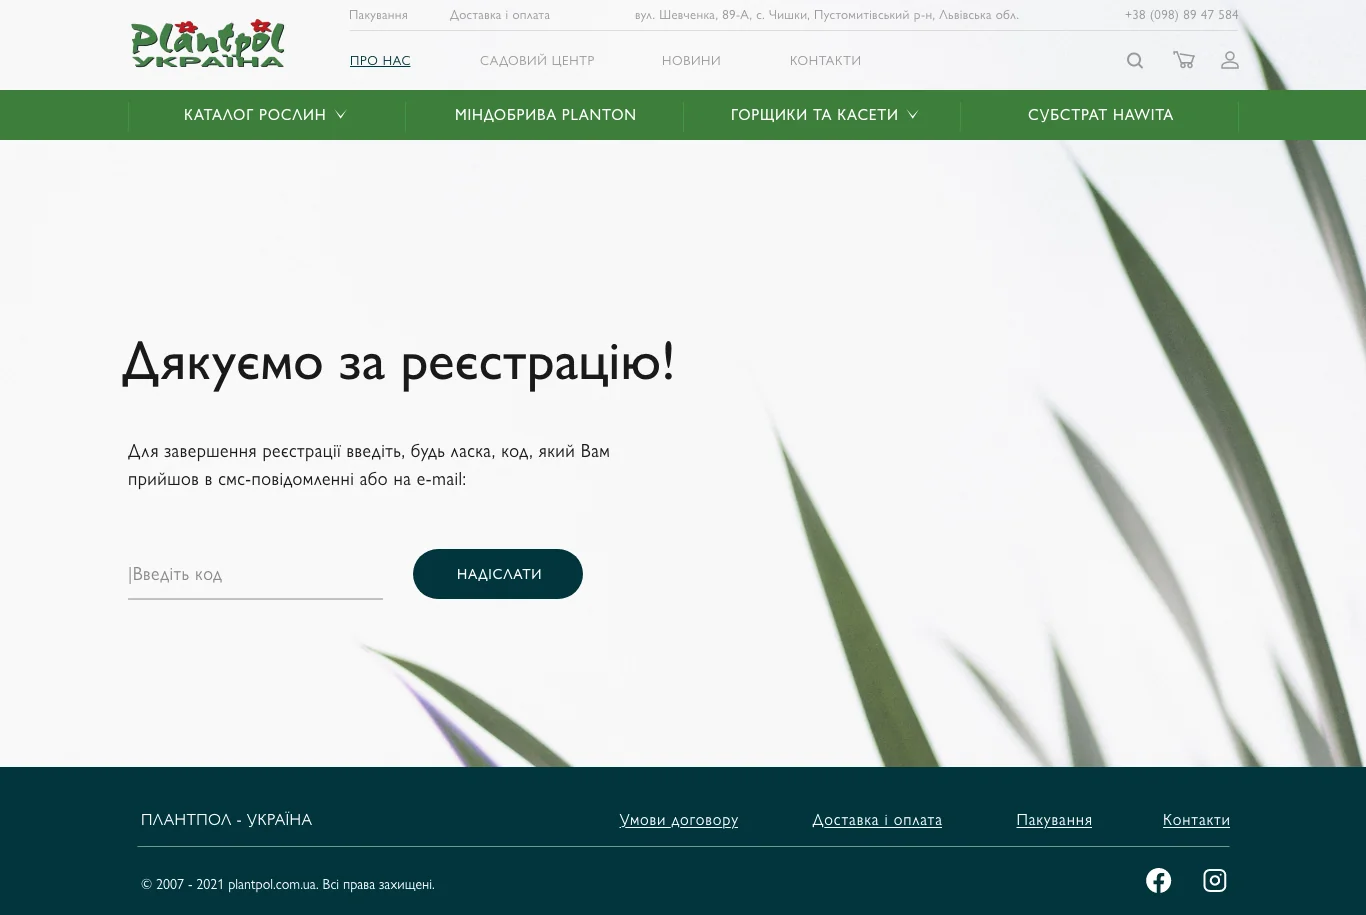 Plantpol
УКРАЇНА
Пакування
Доставка і оплата
вул. Шевченка, 89-А, с. Чишки, Пустомитівський р-н, Львівська обл.
+38 (098) 89 47 584
ПРО НАС
САДОВИЙ ЦЕНТР
НОВИНИ
КОНТАКТИ
КАТАЛОГ РОСЛИН
МІНДОБРИВА PLANTON
ГОРЩИКИ ТА КАСЕТИ
СУБСТРАТ HAWITA
Дякуємо за реєстрацію!
Для завершення реєстрації введіть, будь ласка, код, який Вам
прийшов в смс-повідомленні або на e-mail:
Введіть код
НАДІСЛАТИ
ПЛАНТПОЛ - УКРАЇНА
Умови договору
Доставка і оплата
Пакування
Контакти
© 2007 - 2021 plantpol.com.ua. Всі права захищені.